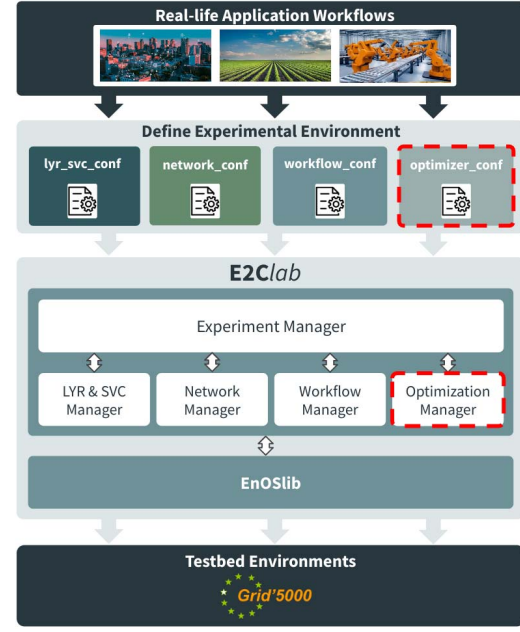 Real-life Application Workflows
Define Experimental Environment
lyr_svc_conf
network_conf
workflow_conf
optimizer_conf
E2Clab
Experiment Manager
LYR & SVC
Manager
Network
Manager
Workflow
Manager
Optimization
Manager
EnOSlib
Testbed Environments
Grid'5000